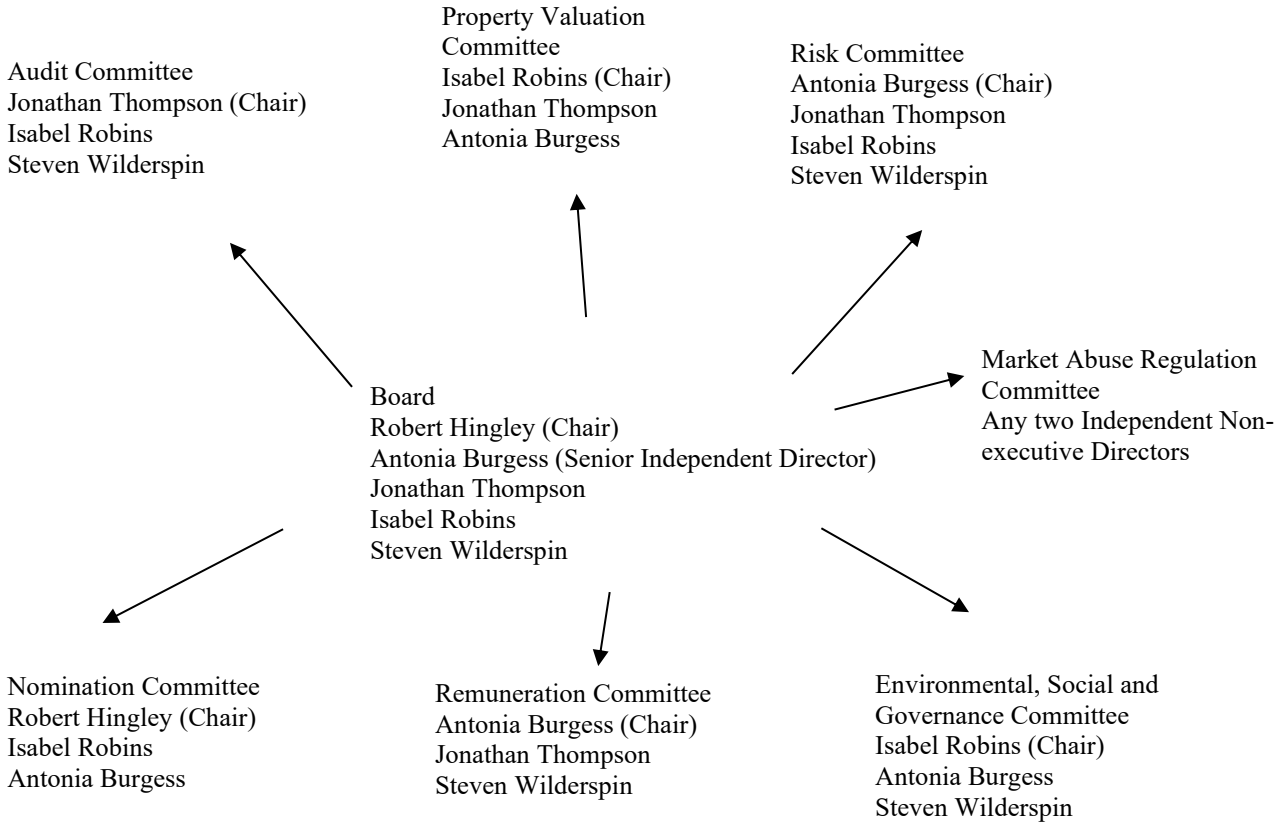 Audit Committee
Jonathan Thompson (Chair)
Isabel Robins
Steven Wilderspin
Property Valuation
Committee
Isabel Robins (Chair)
Jonathan Thompson
Antonia Burgess
Risk Committee
Antonia Burgess (Chair)
Jonathan Thompson
Isabel Robins
Steven Wilderspin
Market Abuse Regulation
Committee
Any two Independent Non-
executive Directors
Board
Robert Hingley (Chair)
Antonia Burgess (Senior Independent Director)
Jonathan Thompson
Isabel Robins
Steven Wilderspin
Nomination Committee
Robert Hingley (Chair)
Isabel Robins
Antonia Burgess
Remuneration Committee
Antonia Burgess (Chair)
Jonathan Thompson
Steven Wilderspin
Environmental, Social and
Governance Committee
Isabel Robins (Chair)
Antonia Burgess
Steven Wilderspin